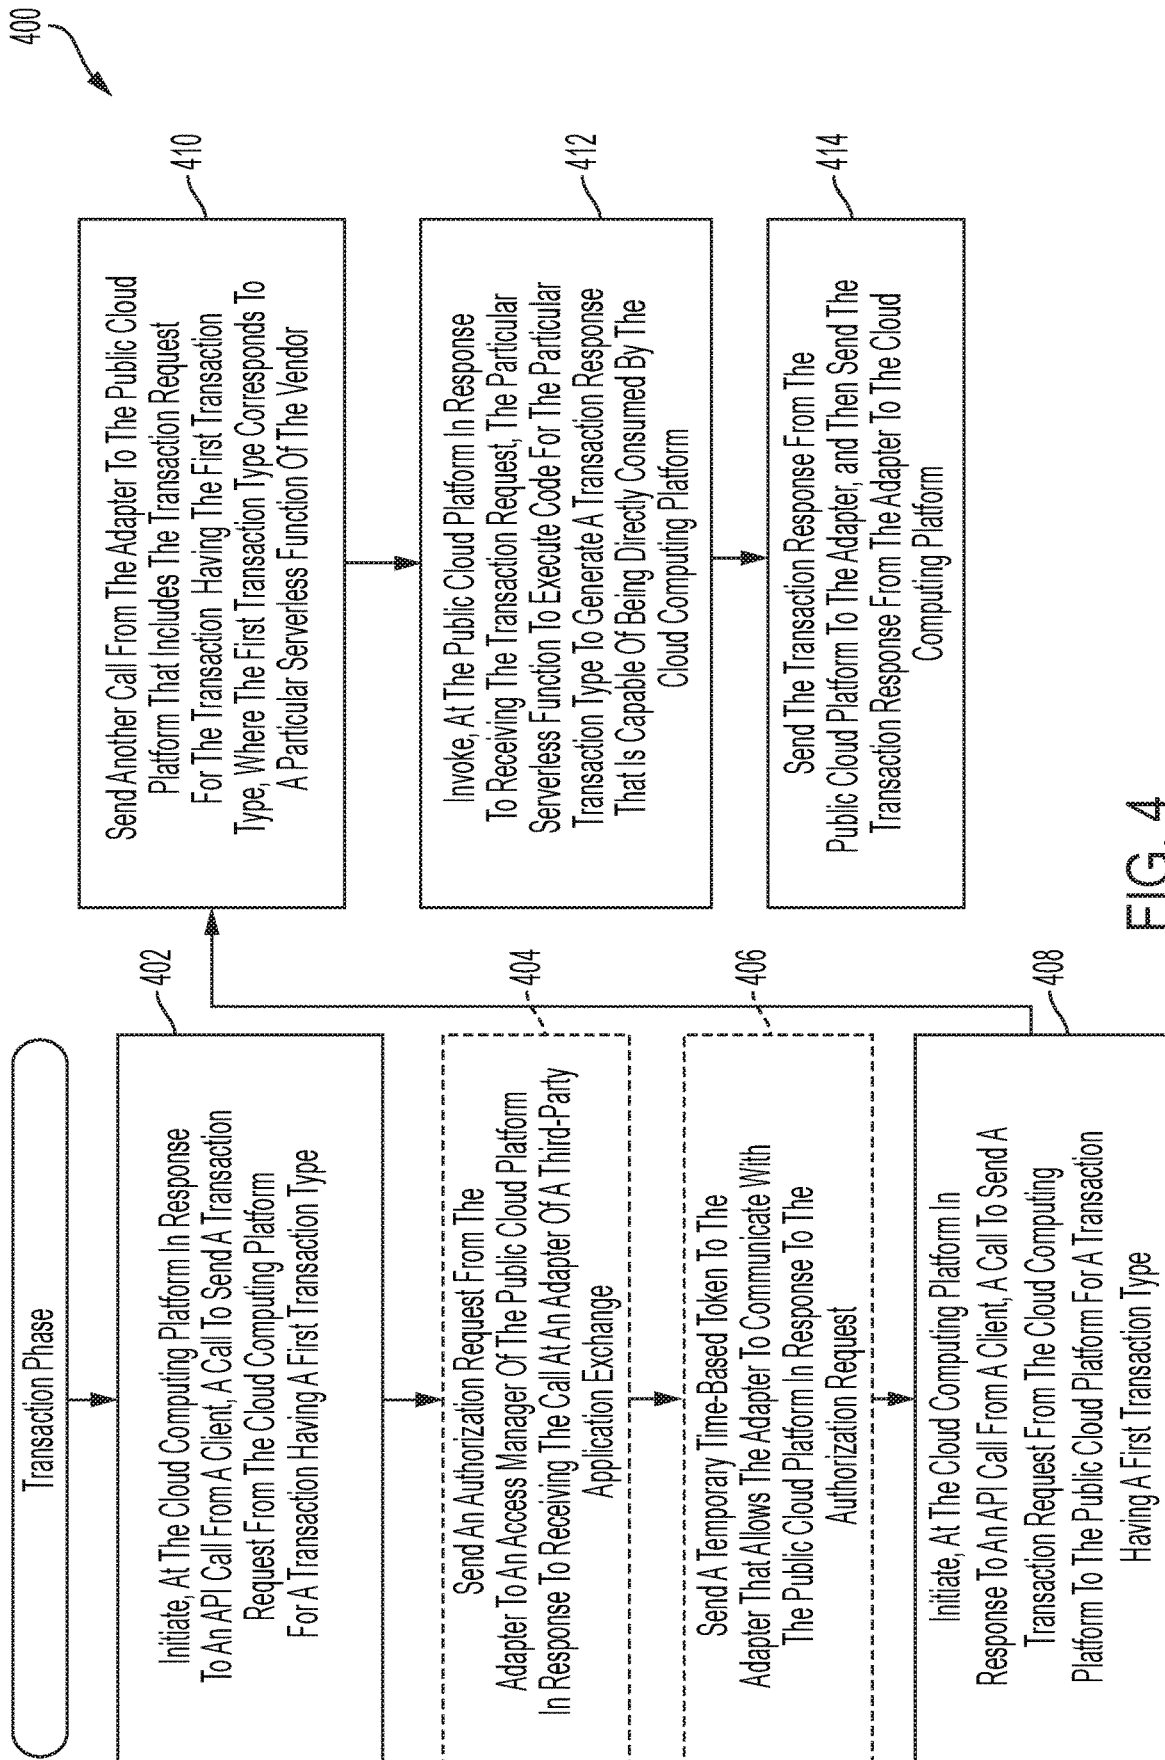 400
Transaction Phase
402
Initiate, At The Cloud Computing Platform In Response
To An API Call From A Client, A Call To Send A Transaction
Request From The Cloud Computing Platform
For A Transaction Having A First Transaction Type
404
Send An Authorization Request From The
Adapter To An Access Manager Of The Public Cloud Platform
In Response To Receiving The Call At An Adapter Of A Third-Party
Application Exchange
406
Send A Temporary Time-Based Token To The
Adapter That Allows The Adapter To Communicate With
The Public Cloud Platform In Response To The
Authorization Request
408
Initiate, At The Cloud Computing Platform In
Response To An API Call From A Client, A Call To Send A
Transaction Request From The Cloud Computing
Platform To The Public Cloud Platform For A Transaction
Having A First Transaction Type
410
Send Another Call From The Adapter To The Public Cloud
Platform That Includes The Transaction Request
For The Transaction Having The First Transaction
Type, Where The First Transaction Type Corresponds To
A Particular Serverless Function Of The Vendor
412
Invoke, At The Public Cloud Platform In Response
To Receiving The Transaction Request, The Particular
Serverless Function To Execute Code For The Particular
Transaction Type To Generate A Transaction Response
That Is Capable Of Being Directly Consumed By The
Cloud Computing Platform
414
Send The Transaction Response From The
Public Cloud Platform To The Adapter, and Then Send The
Transaction Response From The Adapter To The Cloud
Computing Platform
FIG. 4